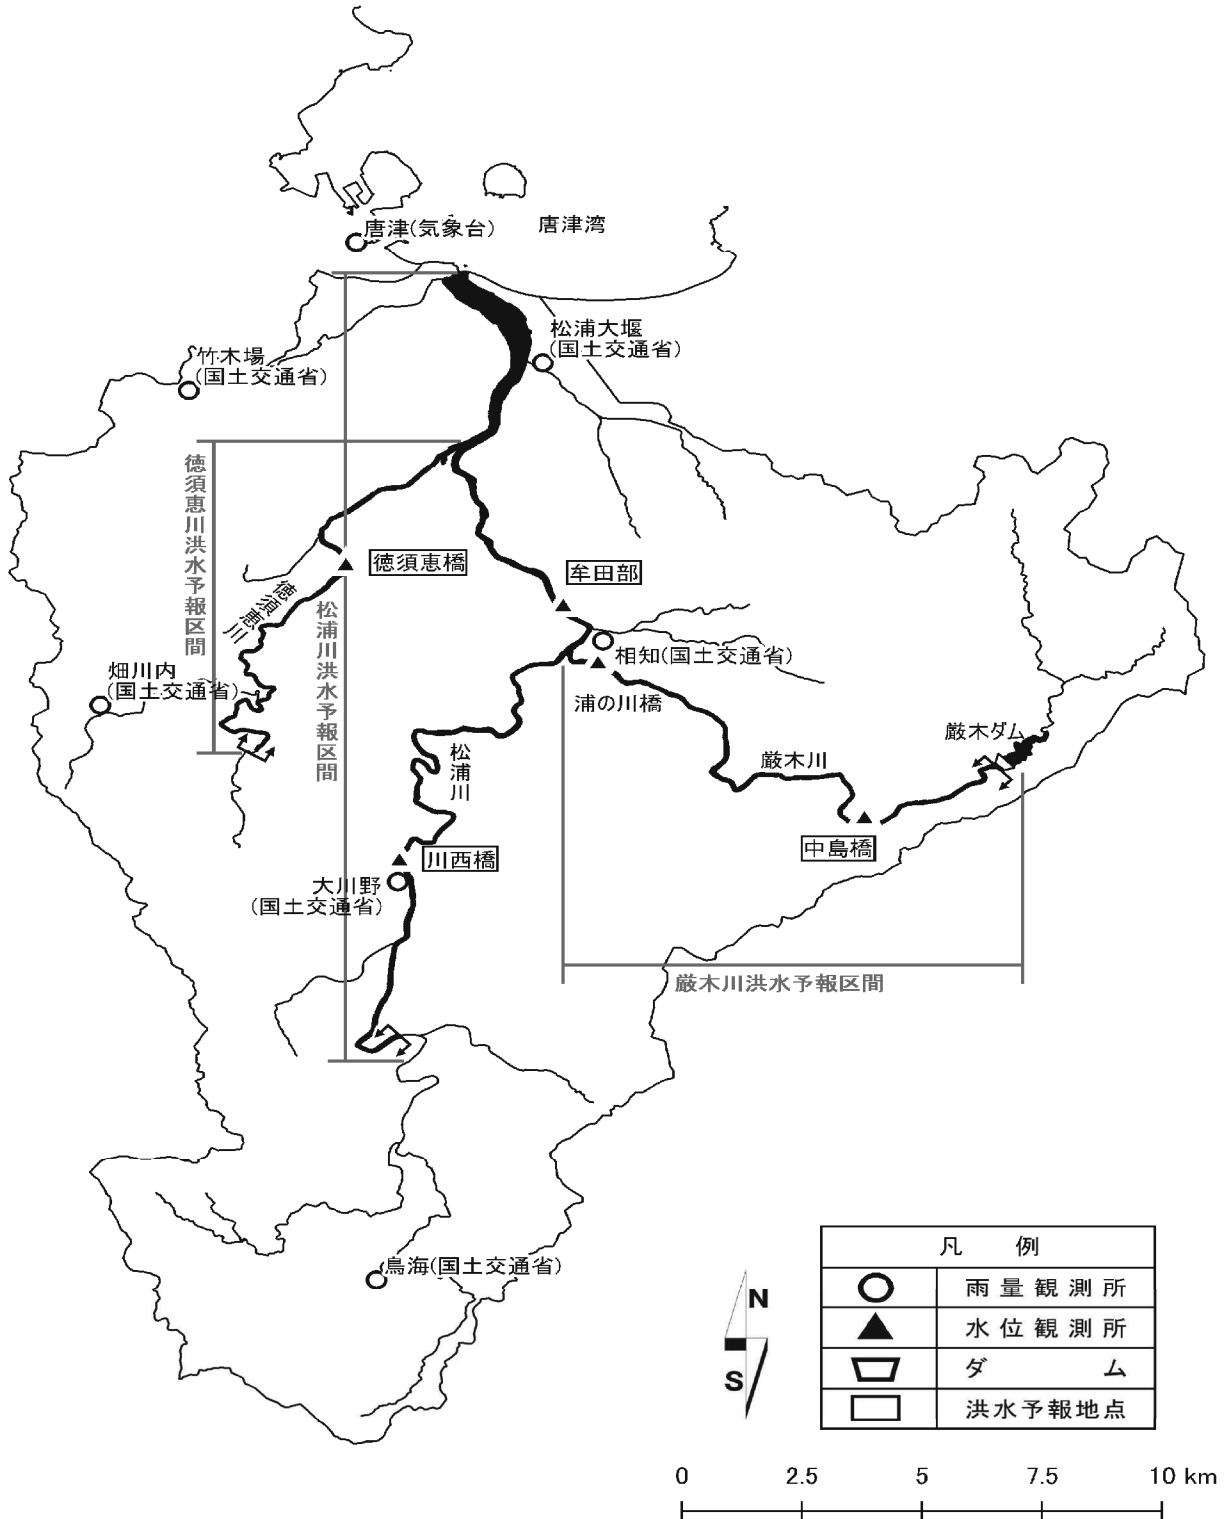 唐津(気象台)
唐津湾
松浦大堰
(国土交通省)
竹木場
(国土交通省)
徳須恵川洪水予報区間
徳須恵橋
牟田部
徳須恵川
松浦川洪水予報区間
相知(国土交通省)
畑川内
(国土交通省)
浦の川橋
厳木ダム
松浦川
厳木川
中島橋
川西橋
大川野
(国土交通省)
厳木川洪水予報区間
鳥海(国土交通省)
N
S
凡 例
雨量観測所
水位観測所
ダ ム
洪水予報地点
0 2.5 5 7.5 10 km